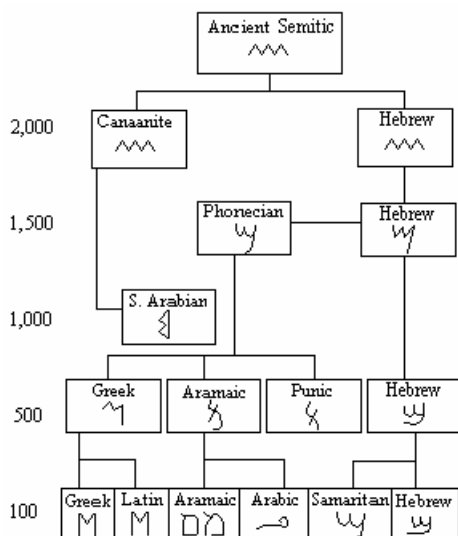 Ancient Semitic
2,000
Canaanite
Hebrew
1,500
Phonecian
Hebrew
S. Arabian
1,000
Greek
Aramaic
Punic
Hebrew
500
Greek
Latin
Aramaic
Arabic
Samaritan
Hebrew
100